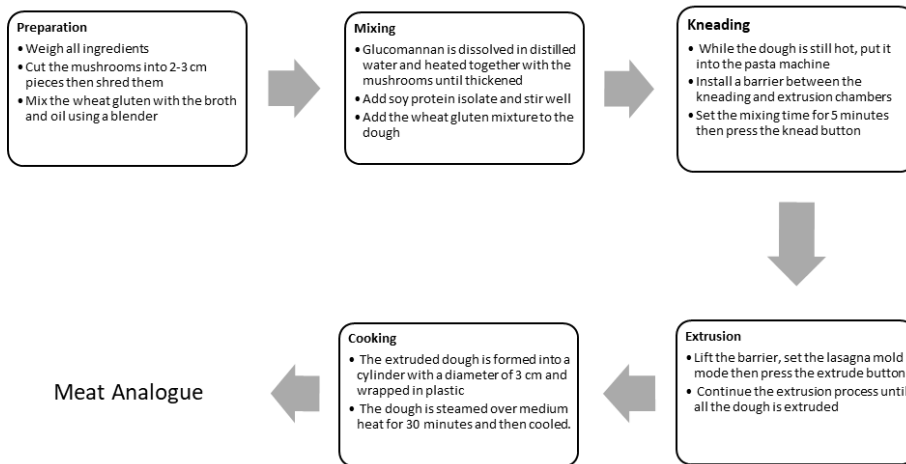 Preparation
• Weigh all ingredients
• Cut the mushrooms into 2-3 cm
pieces then shred them
• Mix the wheat gluten with the broth
and oil using a blender
Mixing
• Glucomannan is dissolved in distilled
water and heated together with the
mushrooms until thickened
• Add soy protein isolate and stir well
• Add the wheat gluten mixture to the
dough
Kneading
• While the dough is still hot, put it
into the pasta machine
• Install a barrier between the
kneading and extrusion chambers
• Set the mixing time for 5 minutes
then press the knead button
Extrusion
• Lift the barrier, set the lasagna mold
mode then press the extrude button
• Continue the extrusion process until
all the dough is extruded
Cooking
• The extruded dough is formed into a
cylinder with a diameter of 3 cm and
wrapped in plastic
• The dough is steamed over medium
heat for 30 minutes and then cooled.
Meat Analogue